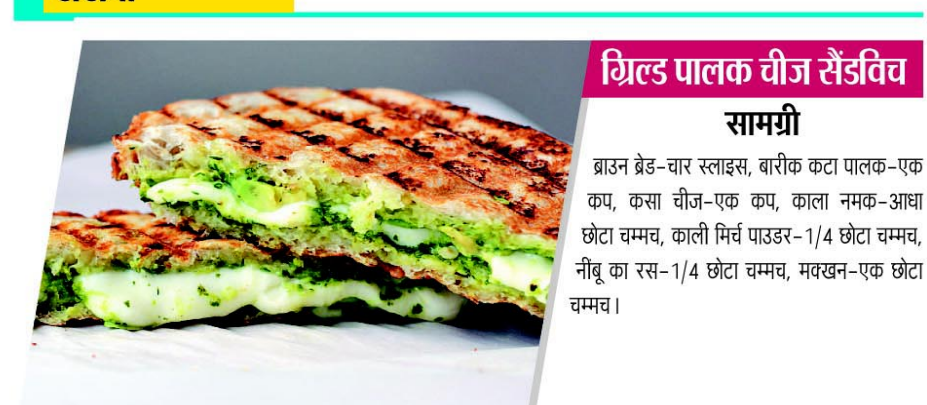 ग्रिल्ड पालक चीज सैंडविच
सामग्री
ब्राउन ब्रेड-चार स्लाइस, बारीक कटा पालक-एक
कप, कसा चीज-एक कप, काला नमक-आधा
छोटा चम्मच, काली मिर्च पाउडर-1/4 छोटा चम्मच,
नींबू का रस-1/4 छोटा चम्मच, मक्खन-एक छोटा
चम्मच।